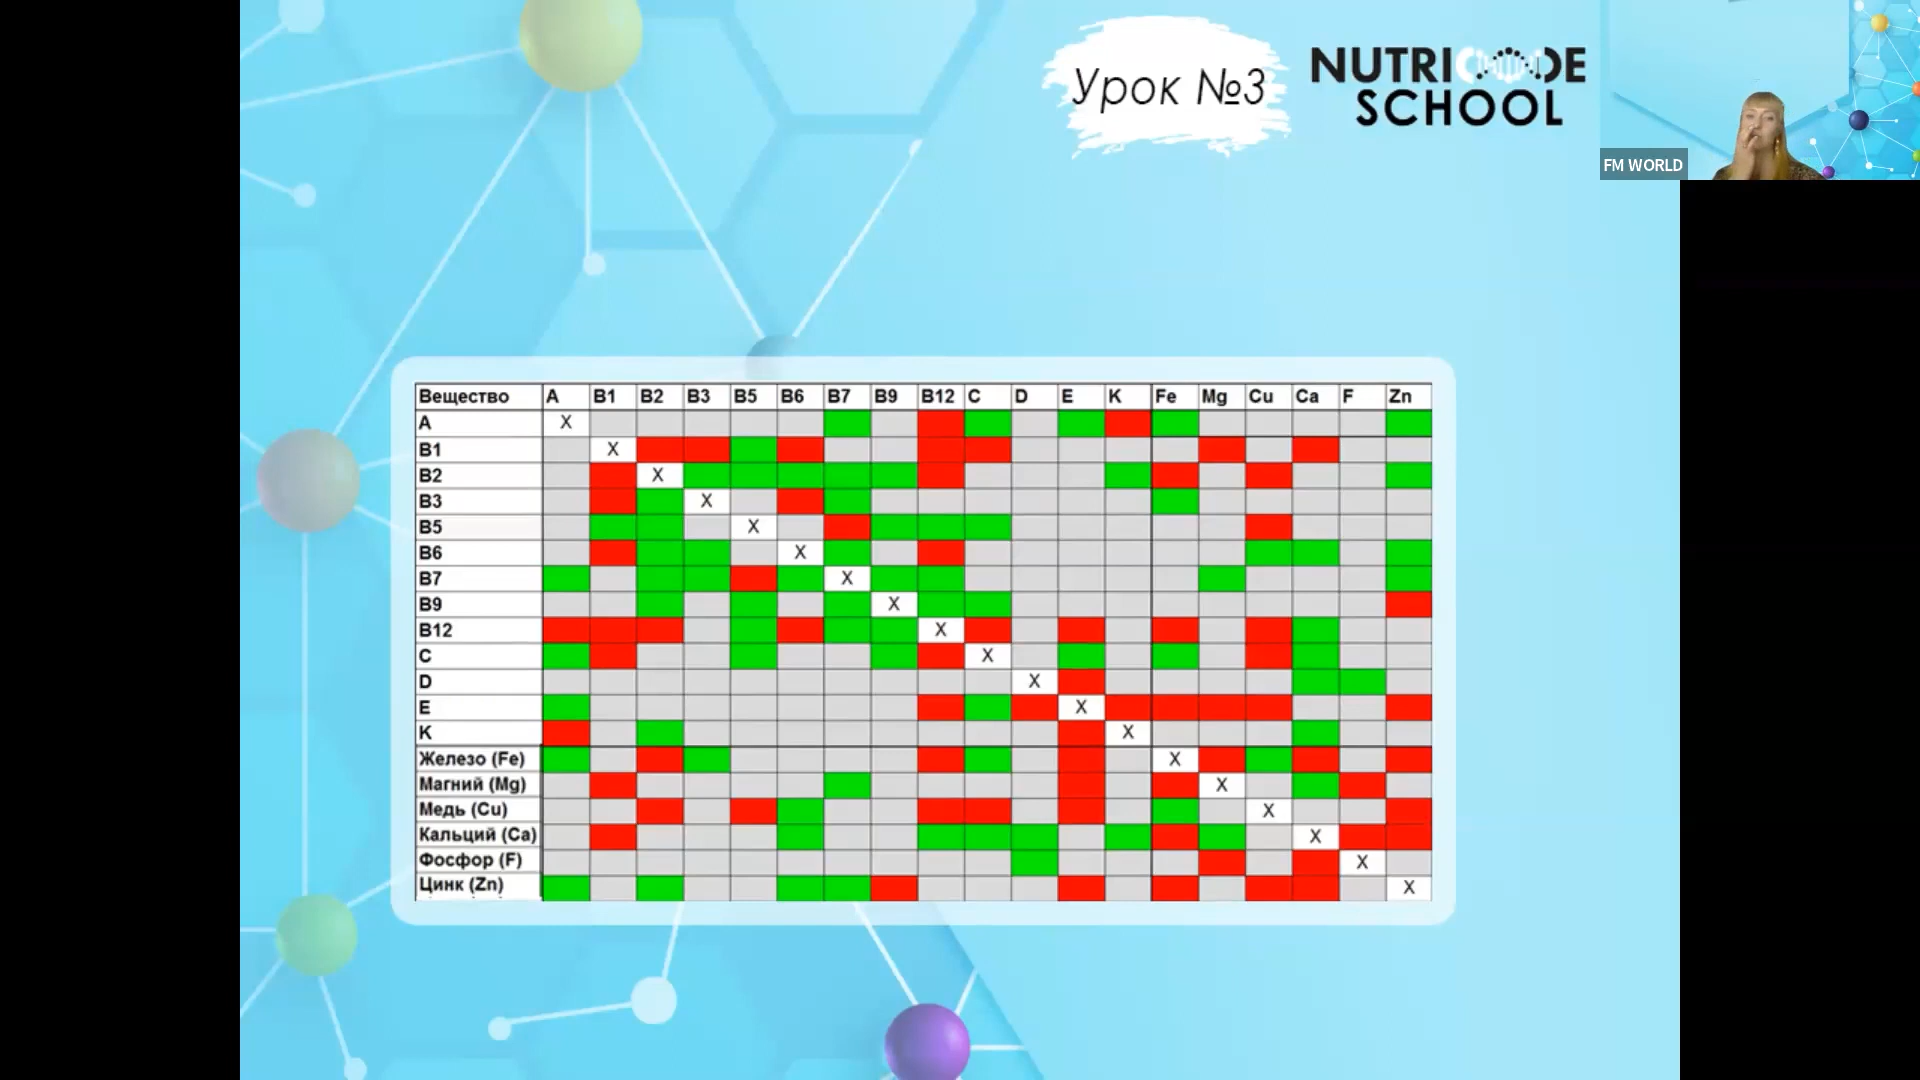 Урок №3
NUTRICODE
SCHOOL
FM WORLD
Вещество A B1 B2 B3 B5 B6 B7 B9 B12 C D E K Fe Mg Cu Ca F Zn
A X
B1 X
B2 X
B3 X
B5 X
B6 X
B7 X
B9 X
B12 X
C X
D X
E X
K X
Железо (Fe) X
Магний (Mg) X
Медь (Cu) X
Кальций (Ca) X
Фосфор (F) X
Цинк (Zn) X